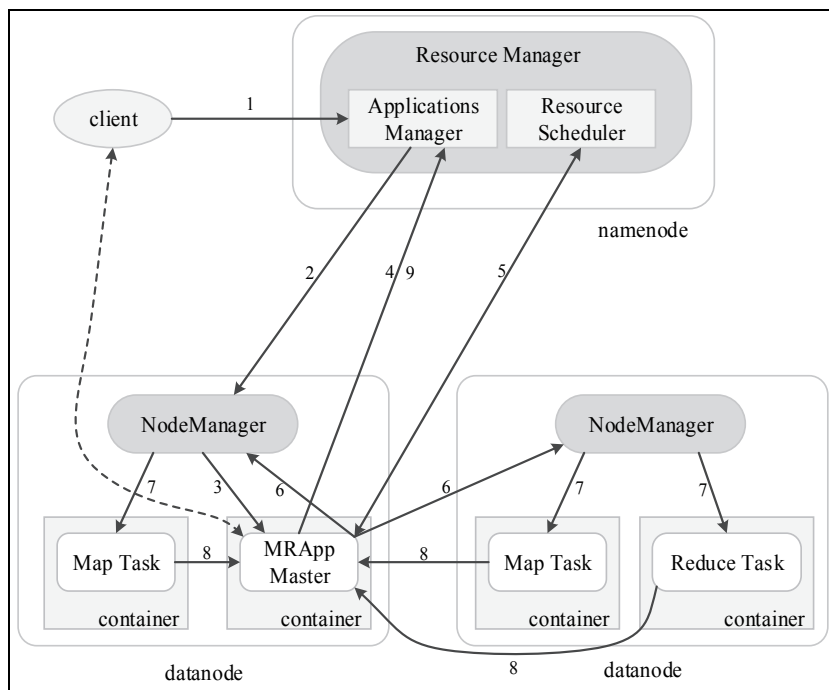 Resource Manager
client
1
Applications
Manager
Resource
Scheduler
namenode
2
4
9
5
NodeManager
NodeManager
7
3
6
6
7
7
Map Task
8
MRApp
Master
8
Map Task
Reduce Task
container
container
container
container
datanode
8
datanode